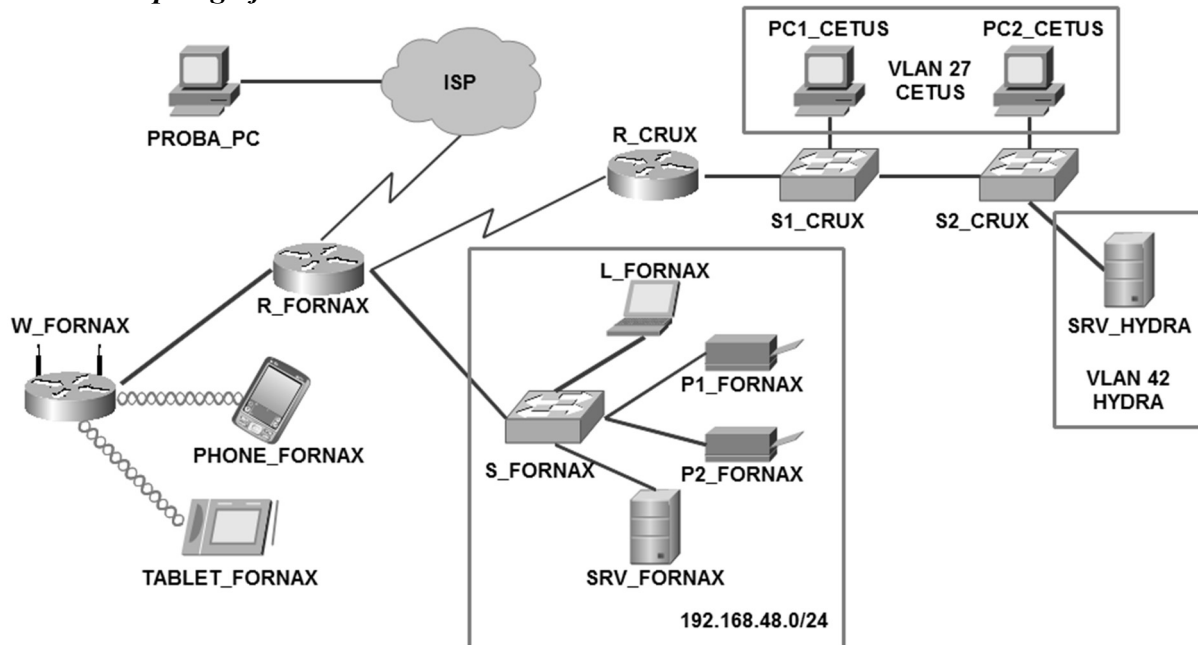 PC1_CETUS
PC2_CETUS
VLAN 27
CETUS
ISP
PROBA_PC
R_CRUX
S1_CRUX
S2_CRUX
R_FORNAX
L_FORNAX
SRV_HYDRA
W_FORNAX
P1_FORNAX
VLAN 42
HYDRA
PHONE_FORNAX
S_FORNAX
P2_FORNAX
TABLET_FORNAX
SRV_FORNAX
192.168.48.0/24